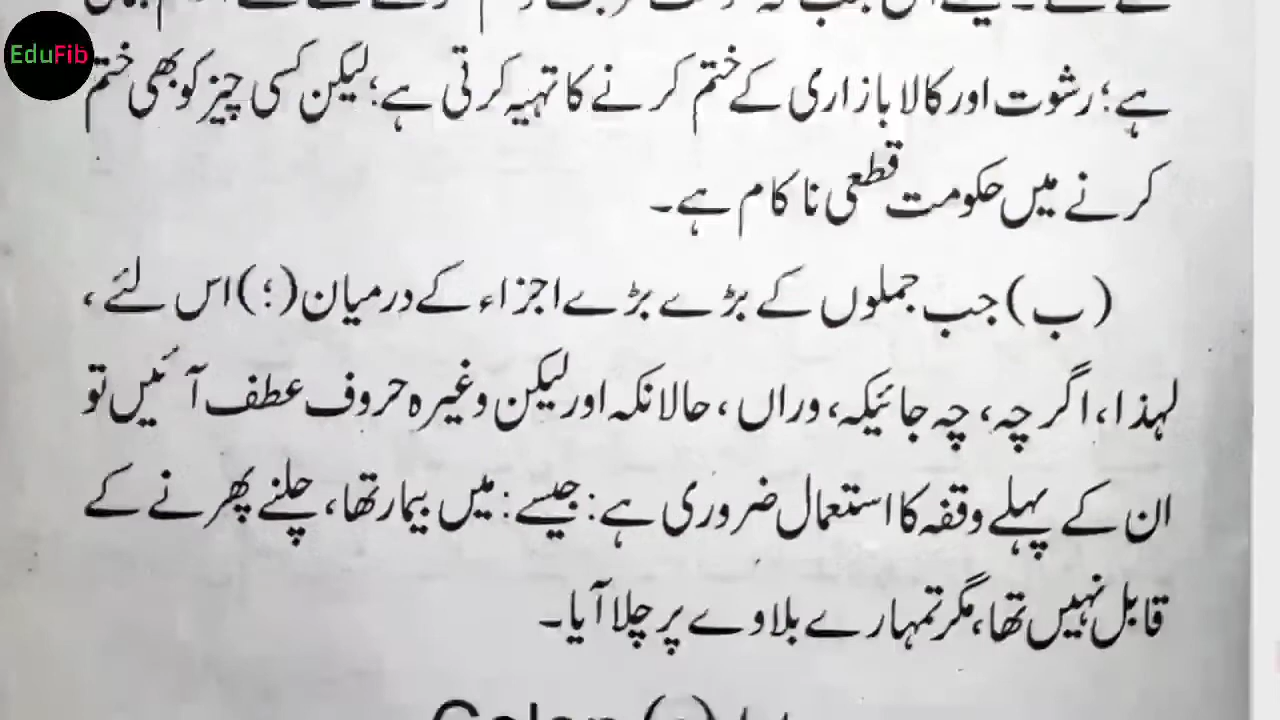 EduFib
ہے؛ رشوت اور کالا بازاری کے ختم کرنے کا تہیہ کرتی ہے؛ لیکن کسی چیز کو بھی ختم
کرنے میں حکومت قطعی ناکام ہے۔
(ب) جب جملوں کے بڑے بڑے اجزاء کے درمیان (؛) اس لئے ،
لہذا، اگر چہ، چہ جائیکہ، وراں، حالانکہ اور لیکن وغیرہ حروف عطف آئیں تو
ان کے پہلے وقفہ کا استعمال ضروری ہے: جیسے: میں بیمار تھا، چلنے پھرنے کے
قابل نہیں تھا، مگر تمہارے بلاوے پر چلا آیا۔